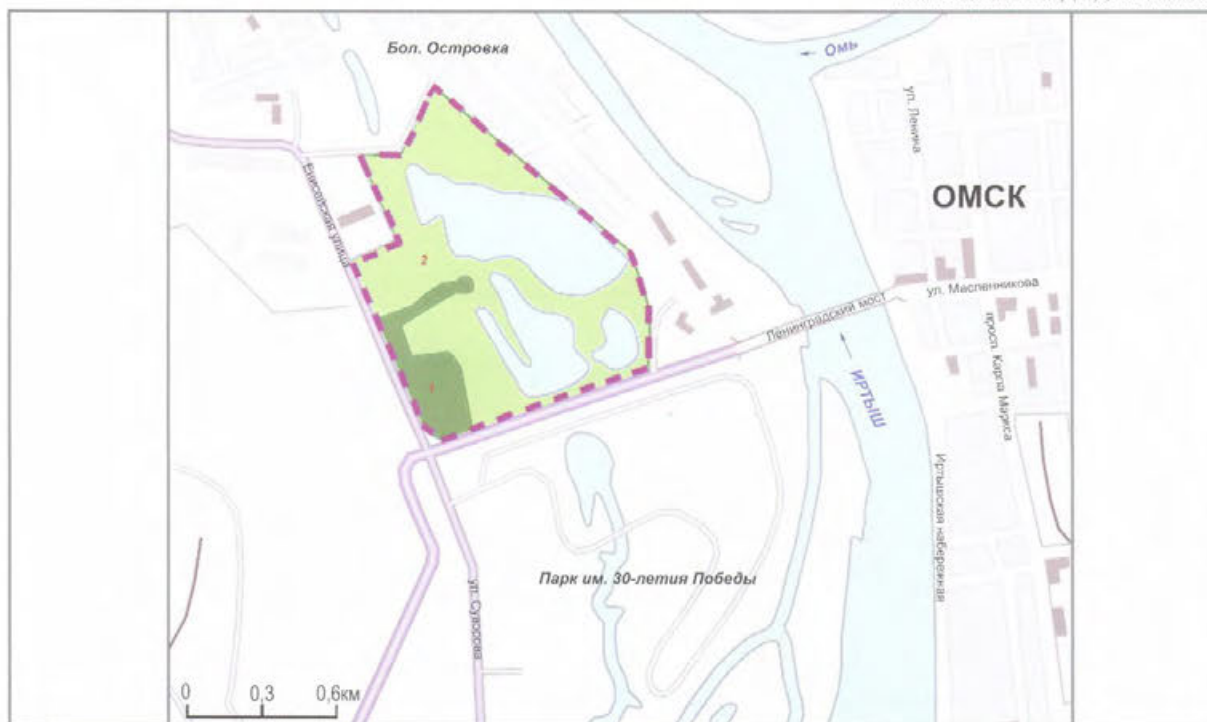 Бол. Островка
← Омь
ул. Ленина
Енисейская улица
ОМСК
2
ул. Масленникова
Ленинградский мост
просп. Карла Маркса
← ИРТЫШ
1
Иртышская набережная
Парк им. 30-летия Победы
ул. Суворова
0 0,3 0,6км